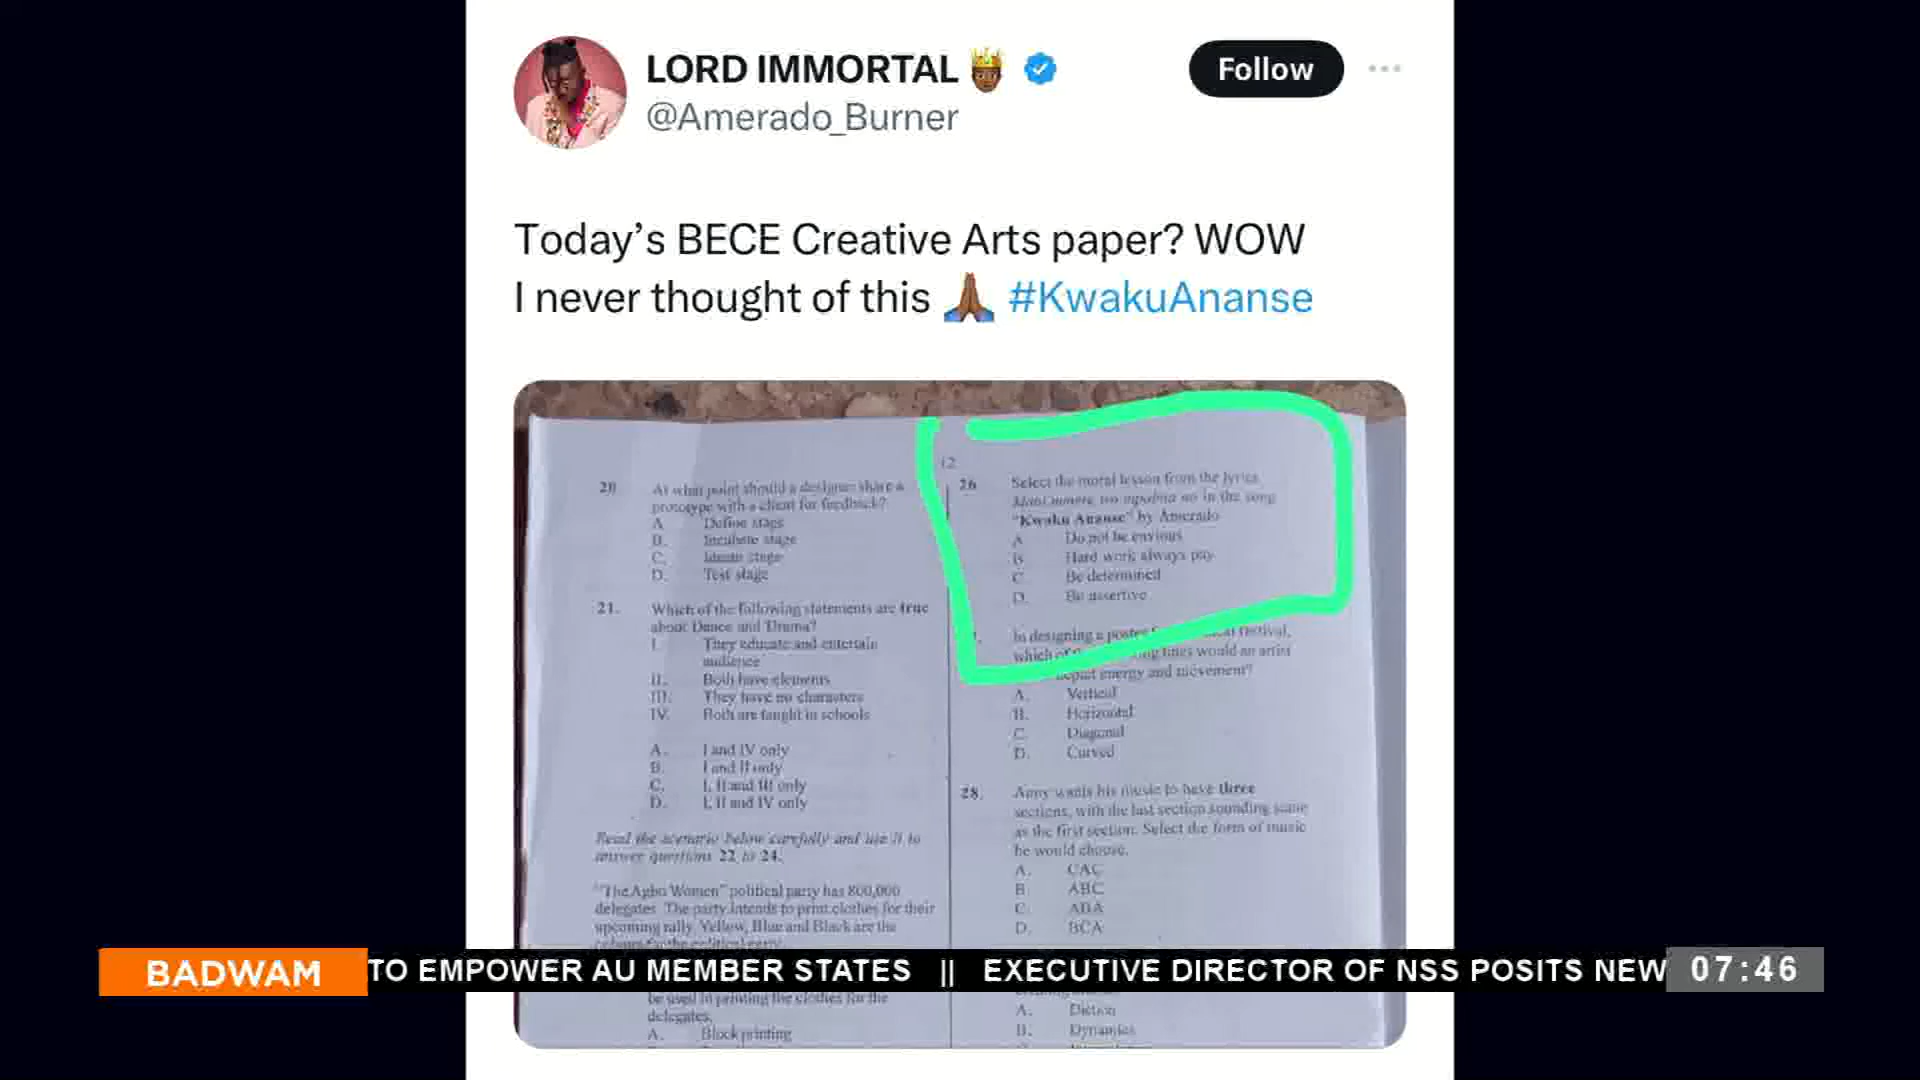 LORD IMMORTAL
@Amerado_Burner
Follow
Today's BECE Creative Arts paper? WOW
I never thought of this 🙏🏾 #KwakuAnanse
12
20. At what point should a designer share a
prototype with a client for feedback?
A. Define stage
B. Incubate stage
C. Ideate stage
D. Test stage
21. Which of the following statements are true
about Dance and Drama?
I. They educate and entertain
audience
II. Both have elements
III. They have no characters
IV. Both are taught in schools
A. I and IV only
B. I and II only
C. I, II and III only
D. I, II and IV only
Read the scenario below carefully and use it to
answer questions 22 to 24.
"The Agbo Women" political party has 800,000
delegates. The party intends to print clothes for their
upcoming rally. Yellow, Blue and Black are the
colours for the political party.
be used in printing the clothes for the
delegates.
A. Block printing
26. Select the moral lesson from the lyrics
no in the song
"Kwaku Ananse" by Amerado
A. Do not be envious
B. Hard work always pay
C. Be determined
D. Be assertive
In designing a poster festival,
which of lines would an artist
depict energy and movement?
A. Vertical
B. Horizontal
C. Diagonal
D. Curved
28. wants his music to have three
sections, with the last section sounding same
as the first section. Select the form of music
he would choose.
A. CAC
B. ABC
C. ABA
D. BCA
A. Diction
B. Dynamics
BADWAM
TO EMPOWER AU MEMBER STATES || EXECUTIVE DIRECTOR OF NSS POSITS NEW
07:46